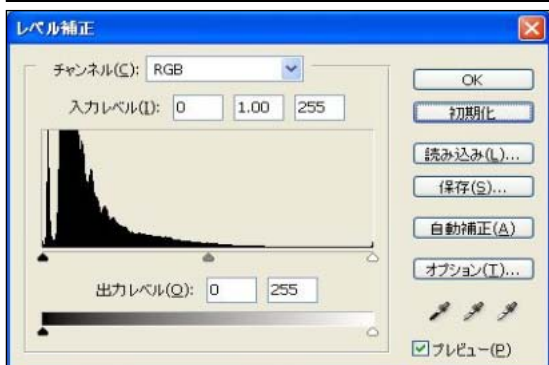 レベル補正
チャンネル(C): RGB
入力レベル(I): 0 1.00 255
出力レベル(O): 0 255
OK
初期化
読み込み(L)...
保存(S)...
自動補正(A)
オプション(T)...
プレビュー(P)